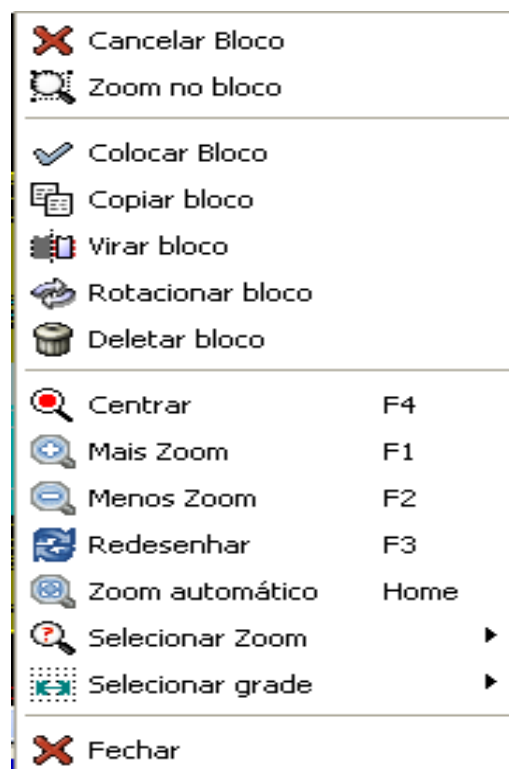 Cancelar Bloco
Zoom no bloco
Colocar Bloco
Copiar bloco
Virar bloco
Rotacionar bloco
Deletar bloco
Centrar F4
Mais Zoom F1
Menos Zoom F2
Redesenhar F3
Zoom automático Home
Selecionar Zoom
Selecionar grade
Fechar